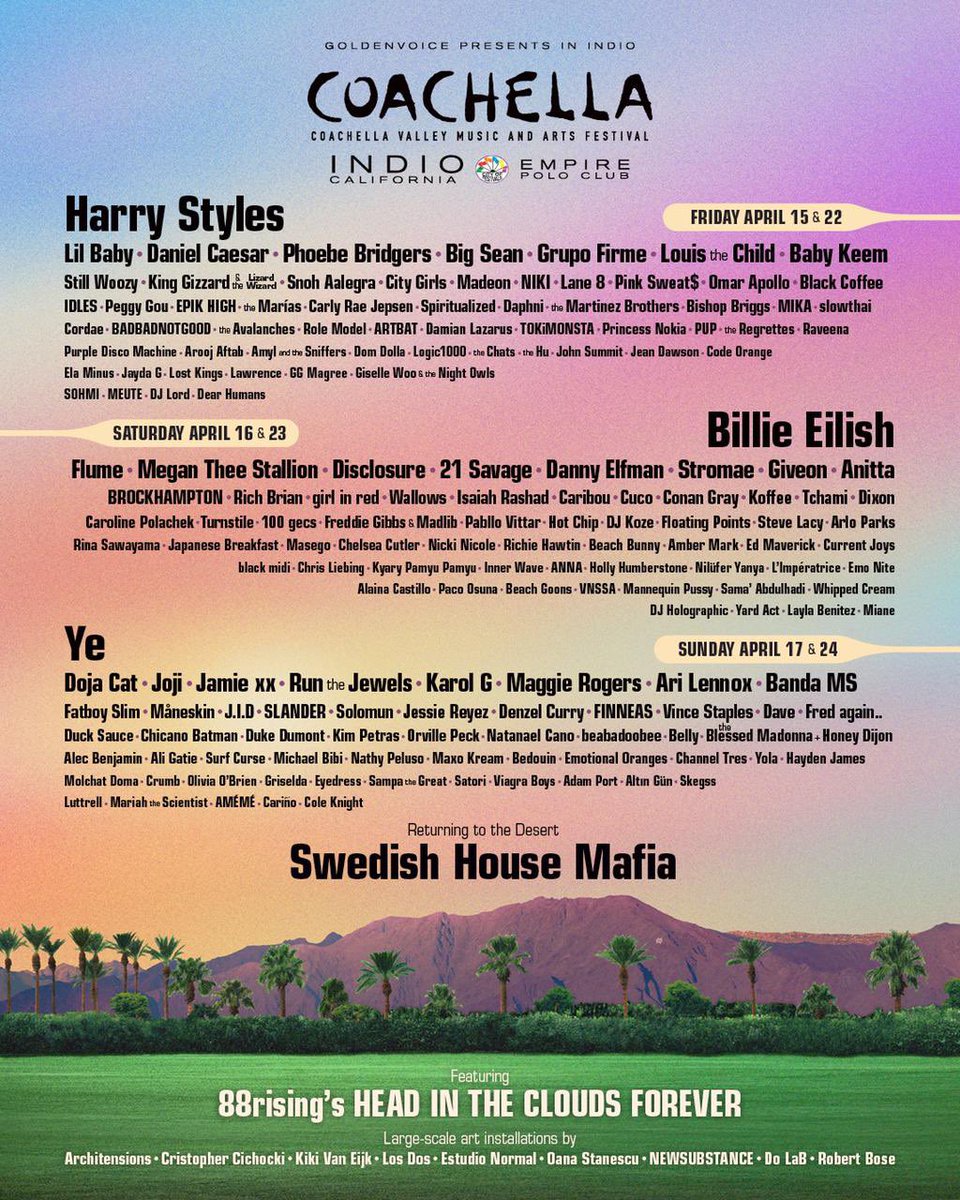 GOLDENVOICE PRESENTS IN INDIO
COACHELLA
COACHELLA VALLEY MUSIC AND ARTS FESTIVAL
INDIO CALIFORNIA EMPIRE POLO CLUB
Harry Styles
FRIDAY APRIL 15 & 22
Lil Baby • Daniel Caesar • Phoebe Bridgers • Big Sean • Grupo Firme • Louis the Child • Baby Keem
Still Woozy • King Gizzard & the Lizard Wizard • Snoh Aalegra • City Girls • Madeon • NIKI • Lane 8 • Pink Sweat$ • Omar Apollo • Black Coffee
IDLES • Peggy Gou • EPIK HIGH • the Marías • Carly Rae Jepsen • Spiritualized • Daphni • the Martinez Brothers • Bishop Briggs • MIKA • slowthai
Cordae • BADBADNOTGOOD • the Avalanches • Role Model • ARTBAT • Damian Lazarus • TOKiMONSTA • Princess Nokia • PUP • the Regrettes • Raveena
Purple Disco Machine • Arooj Aftab • Amyl and the Sniffers • Dom Dolla • Logic1000 • the Chats • the Hu • John Summit • Jean Dawson • Code Orange
Ela Minus • Jayda G • Lost Kings • Lawrence • GG Magree • Giselle Woo & the Night Owls
SOHMI • MEUTE • DJ Lord • Dear Humans
SATURDAY APRIL 16 & 23
Billie Eilish
Flume • Megan Thee Stallion • Disclosure • 21 Savage • Danny Elfman • Stromae • Giveon • Anitta
BROCKHAMPTON • Rich Brian • girl in red • Wallows • Isaiah Rashad • Caribou • Cuco • Conan Gray • Koffee • Tchami • Dixon
Caroline Polachek • Turnstile • 100 gecs • Freddie Gibbs & Madlib • Pabllo Vittar • Hot Chip • DJ Koze • Floating Points • Steve Lacy • Arlo Parks
Rina Sawayama • Japanese Breakfast • Masego • Chelsea Cutler • Nicki Nicole • Richie Hawtin • Beach Bunny • Amber Mark • Ed Maverick • Current Joys
black midi • Chris Liebing • Kyary Pamyu Pamyu • Inner Wave • ANNA • Holly Humberstone • Nilüfer Yanya • L'Impératrice • Emo Nite
Alaina Castillo • Paco Osuna • Beach Goons • VNSSA • Mannequin Pussy • Sama' Abdulhadi • Whipped Cream
DJ Holographic • Yard Act • Layla Benitez • Miane
Ye
SUNDAY APRIL 17 & 24
Doja Cat • Joji • Jamie xx • Run the Jewels • Karol G • Maggie Rogers • Ari Lennox • Banda MS
Fatboy Slim • Måneskin • J.I.D • SLANDER • Solomun • Jessie Reyez • Denzel Curry • FINNEAS • Vince Staples • Dave • Fred again..
Duck Sauce • Chicano Batman • Duke Dumont • Kim Petras • Orville Peck • Natanael Cano • beabadoobee • Belly • the Blessed Madonna + Honey Dijon
Alec Benjamin • Ali Gatie • Surf Curse • Michael Bibi • Nathy Peluso • Maxo Kream • Bedouin • Emotional Oranges • Channel Tres • Yola • Hayden James
Molchat Doma • Crumb • Olivia O'Brien • Griselda • Eyedress • Sampa the Great • Satori • Viagra Boys • Adam Port • Altın Gün • Skegss
Luttrell • Mariah the Scientist • AMÉMÉ • Cariño • Cole Knight
Returning to the Desert
Swedish House Mafia
Featuring
88rising's HEAD IN THE CLOUDS FOREVER
Large-scale art installations by
Architensions • Cristopher Cichocki • Kiki Van Eijk • Los Dos • Estudio Normal • Oana Stanescu • NEWSUBSTANCE • Do LaB • Robert Bose